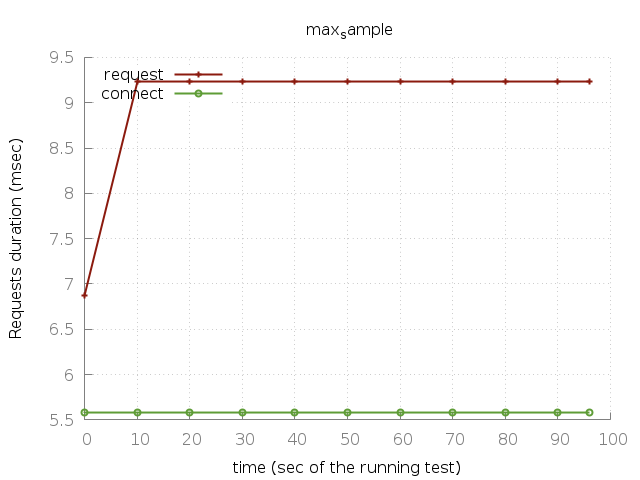 maxₛample
9.5
request
connect
9
8.5
8
7.5
7
6.5
6
5.5
Requests duration (msec)
0 10 20 30 40 50 60 70 80 90 100
time (sec of the running test)